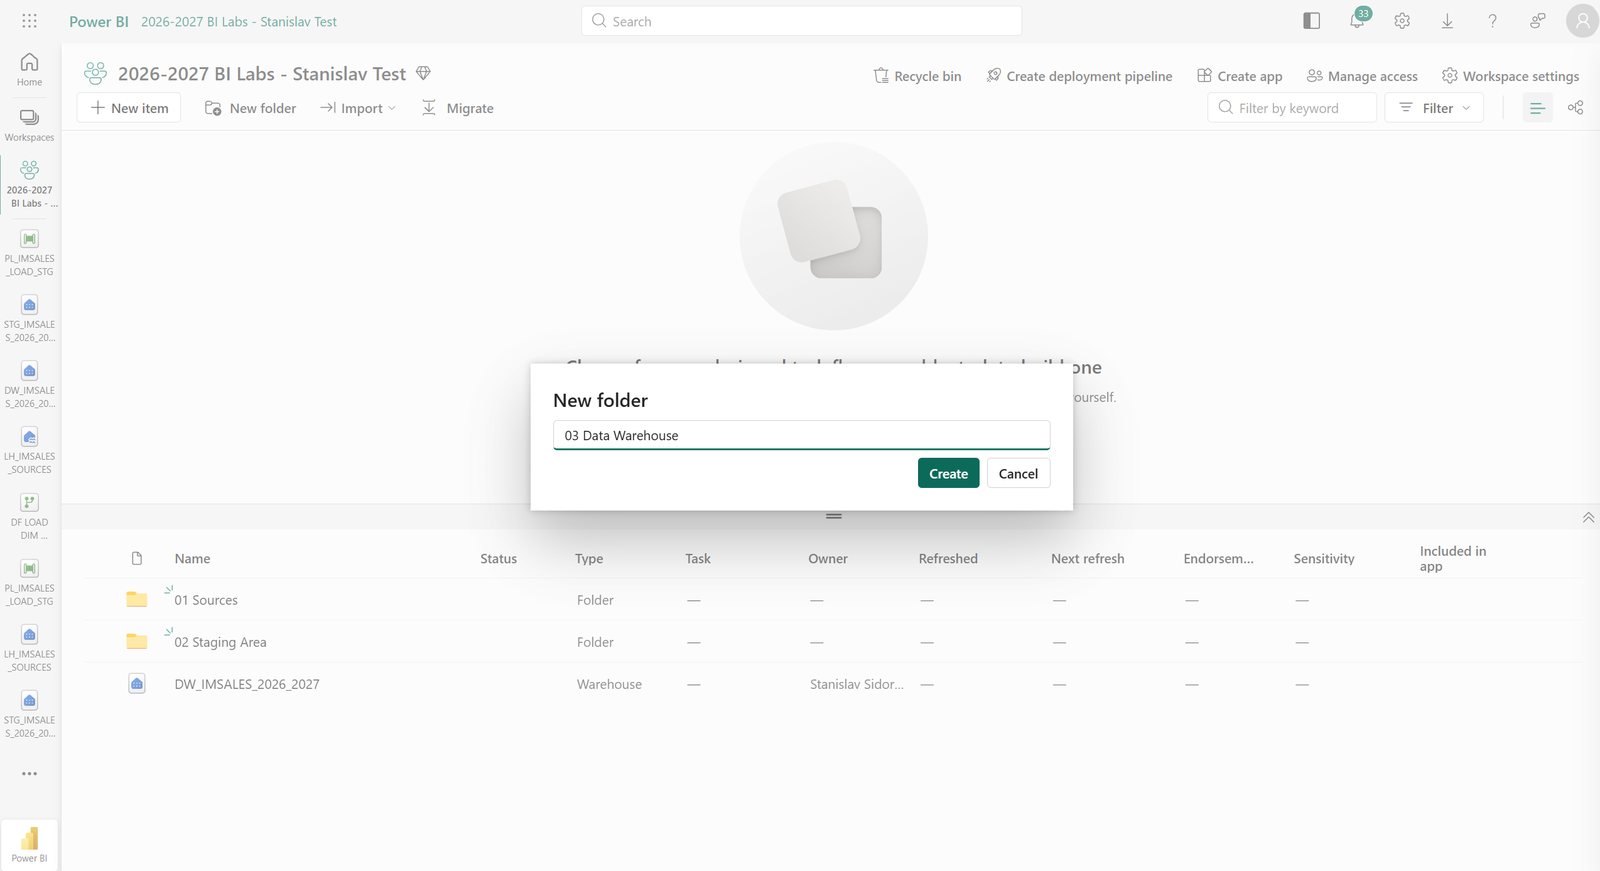 Power BI 2026-2027 BI Labs - Stanislav Test
Search
33
Home
Workspaces
2026-2027
BI Labs - ...
PL_IMSALES
_LOAD_STG
STG_IMSALE
S_2026_20...
DW_IMSALE
S_2026_20...
LH_IMSALES
_SOURCES
DF LOAD
DIM ...
PL_IMSALES
_LOAD_STG
LH_IMSALES
_SOURCES
STG_IMSALE
S_2026_20...
Power BI
2026-2027 BI Labs - Stanislav Test
Recycle bin
Create deployment pipeline
Create app
Manage access
Workspace settings
New item
New folder
Import
Migrate
Filter by keyword
Filter
New folder
03 Data Warehouse
Create
Cancel
ourself.
Name Status Type Task Owner Refreshed Next refresh Endorsem... Sensitivity Included in app
01 Sources Folder — — — — — —
02 Staging Area Folder — — — — — —
DW_IMSALES_2026_2027 Warehouse — Stanislav Sidor... — — — —